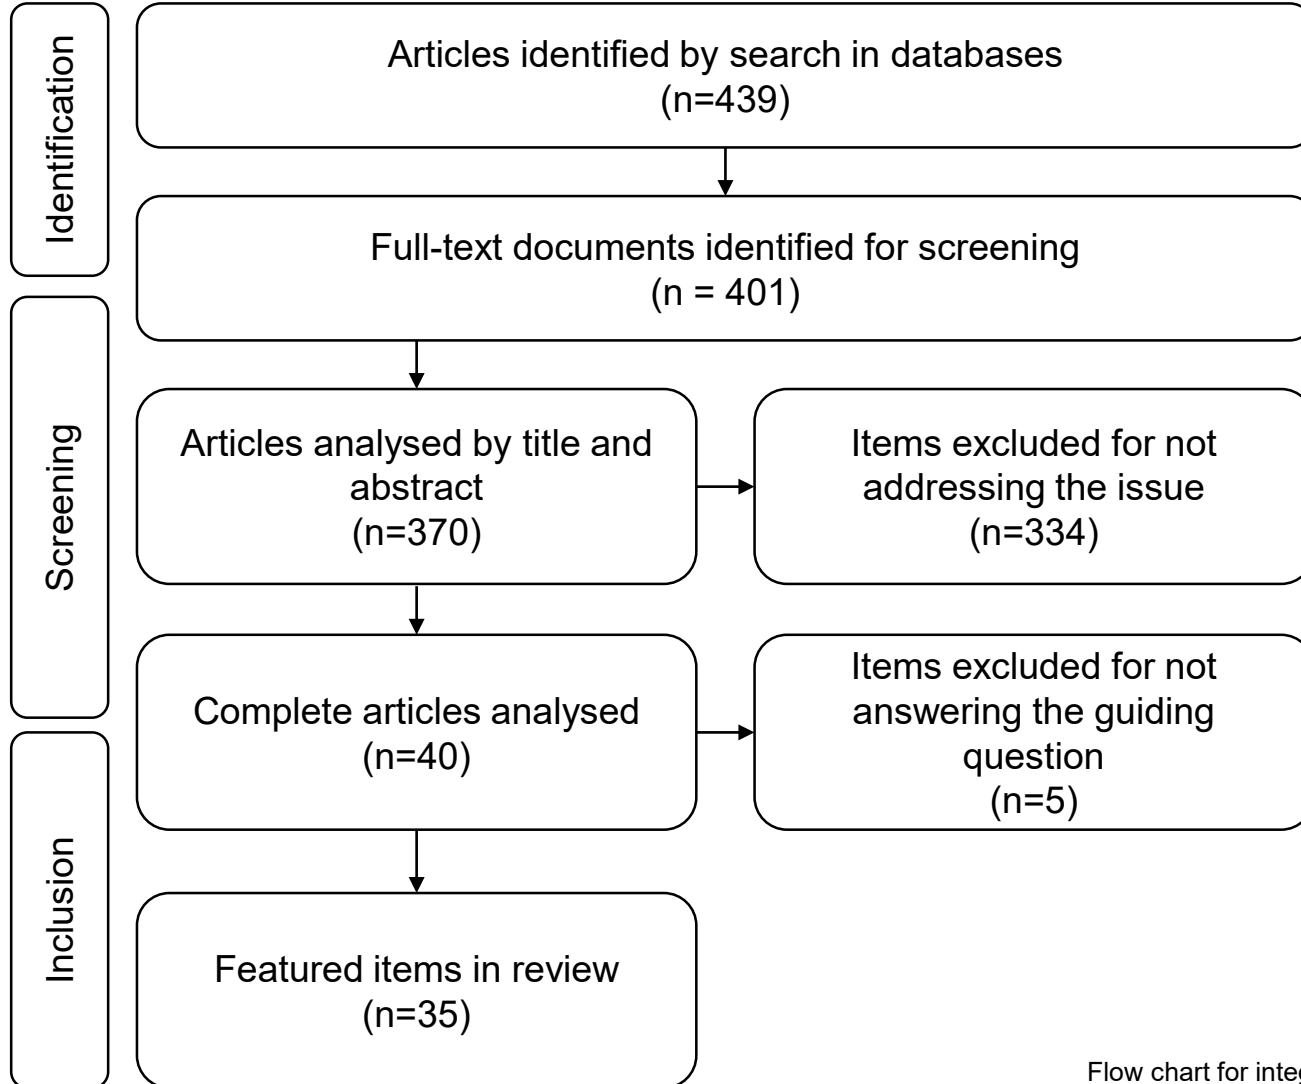 Identification
Articles identified by search in databases
(n=439)
Full-text documents identified for screening
(n = 401)
Screening
Articles analysed by title and
abstract
(n=370)
Items excluded for not
addressing the issue
(n=334)
Complete articles analysed
(n=40)
Items excluded for not
answering the guiding
question
(n=5)
Inclusion
Featured items in review
(n=35)
Flow chart for